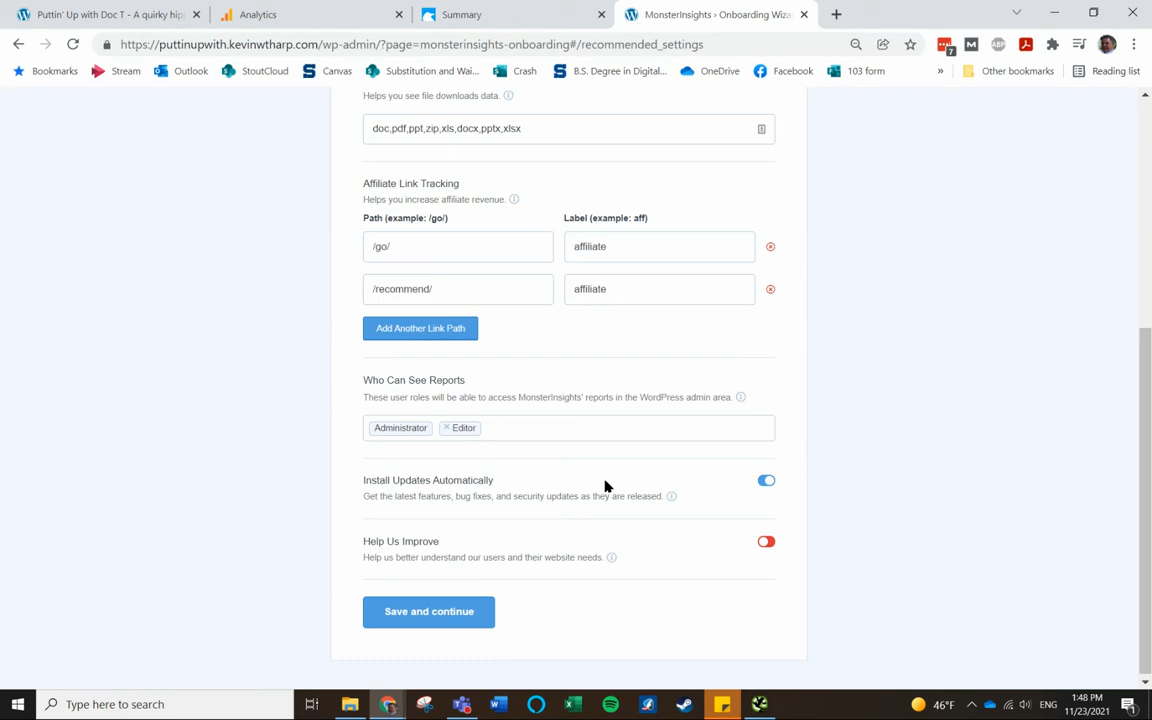 Puttin' Up with Doc T - A quirky hip
Analytics
Summary
MonsterInsights › Onboarding Wiza
https://puttinupwith.kevinwtharp.com/wp-admin/?page=monsterinsights-onboarding#/recommended_settings
7
M
ABP
Bookmarks
Stream
Outlook
StoutCloud
Canvas
Substitution and Wai...
Crash
B.S. Degree in Digital...
OneDrive
Facebook
103 form
»
Other bookmarks
Reading list
Helps you see file downloads data.
doc,pdf,ppt,zip,xls,docx,pptx,xlsx
Affiliate Link Tracking
Helps you increase affiliate revenue.
Path (example: /go/)
Label (example: aff)
/go/
affiliate
/recommend/
affiliate
Add Another Link Path
Who Can See Reports
These user roles will be able to access MonsterInsights' reports in the WordPress admin area.
Administrator
× Editor
Install Updates Automatically
Get the latest features, bug fixes, and security updates as they are released.
Help Us Improve
Help us better understand our users and their website needs.
Save and continue
Type here to search
46°F
ENG
1:48 PM
11/23/2021
1